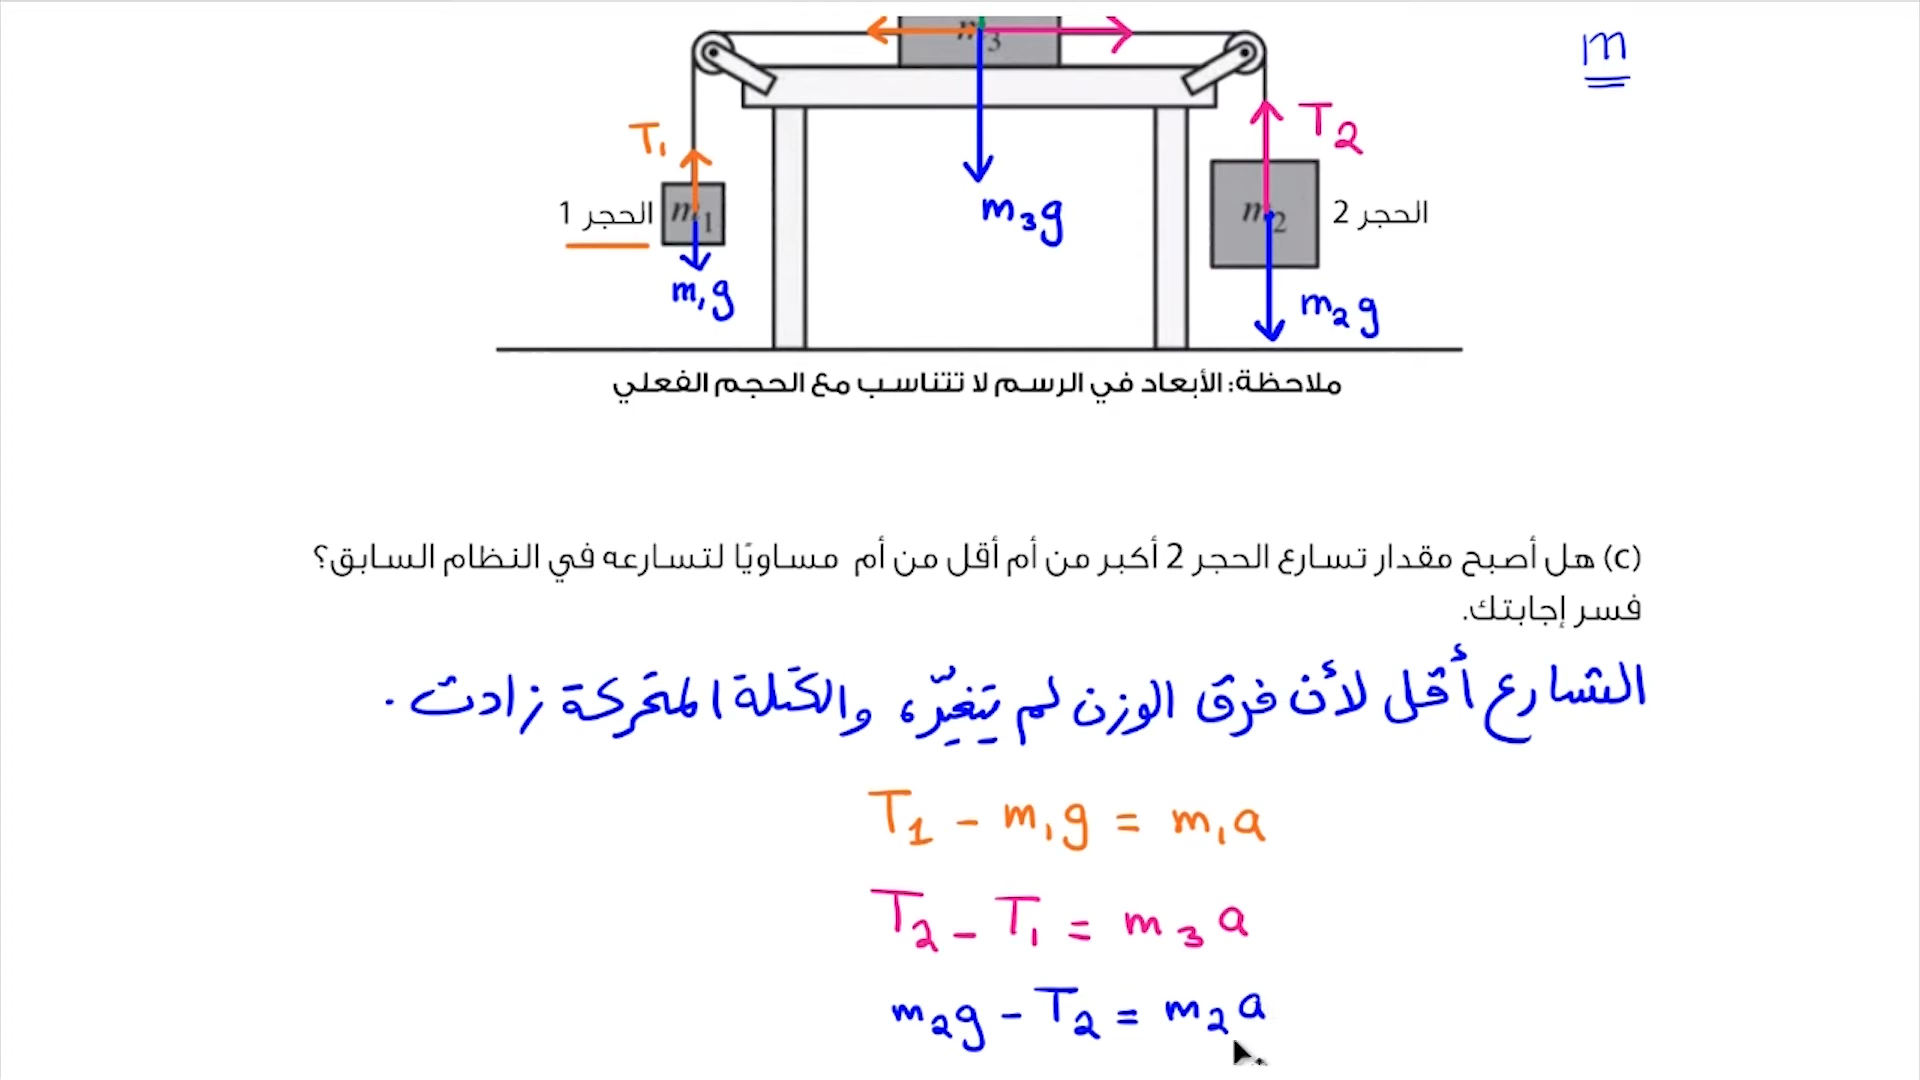 m₃
m
T₁
T₂
الحجر 1
m₁
m₃g
m₂
الحجر 2
m₁g
m₂g
ملاحظة: الأبعاد في الرسم لا تتناسب مع الحجم الفعلي
(c) هل أصبح مقدار تسارع الحجر 2 أكبر من أم أقل من أم مساويًا لتسارعه في النظام السابق؟
فسر إجابتك.
التسارع أقل لأن فرق الوزن لم يتغيّر، والكتلة المتحركة زادت.
T₁ - m₁g = m₁a
T₂ - T₁ = m₃a
m₂g - T₂ = m₂a